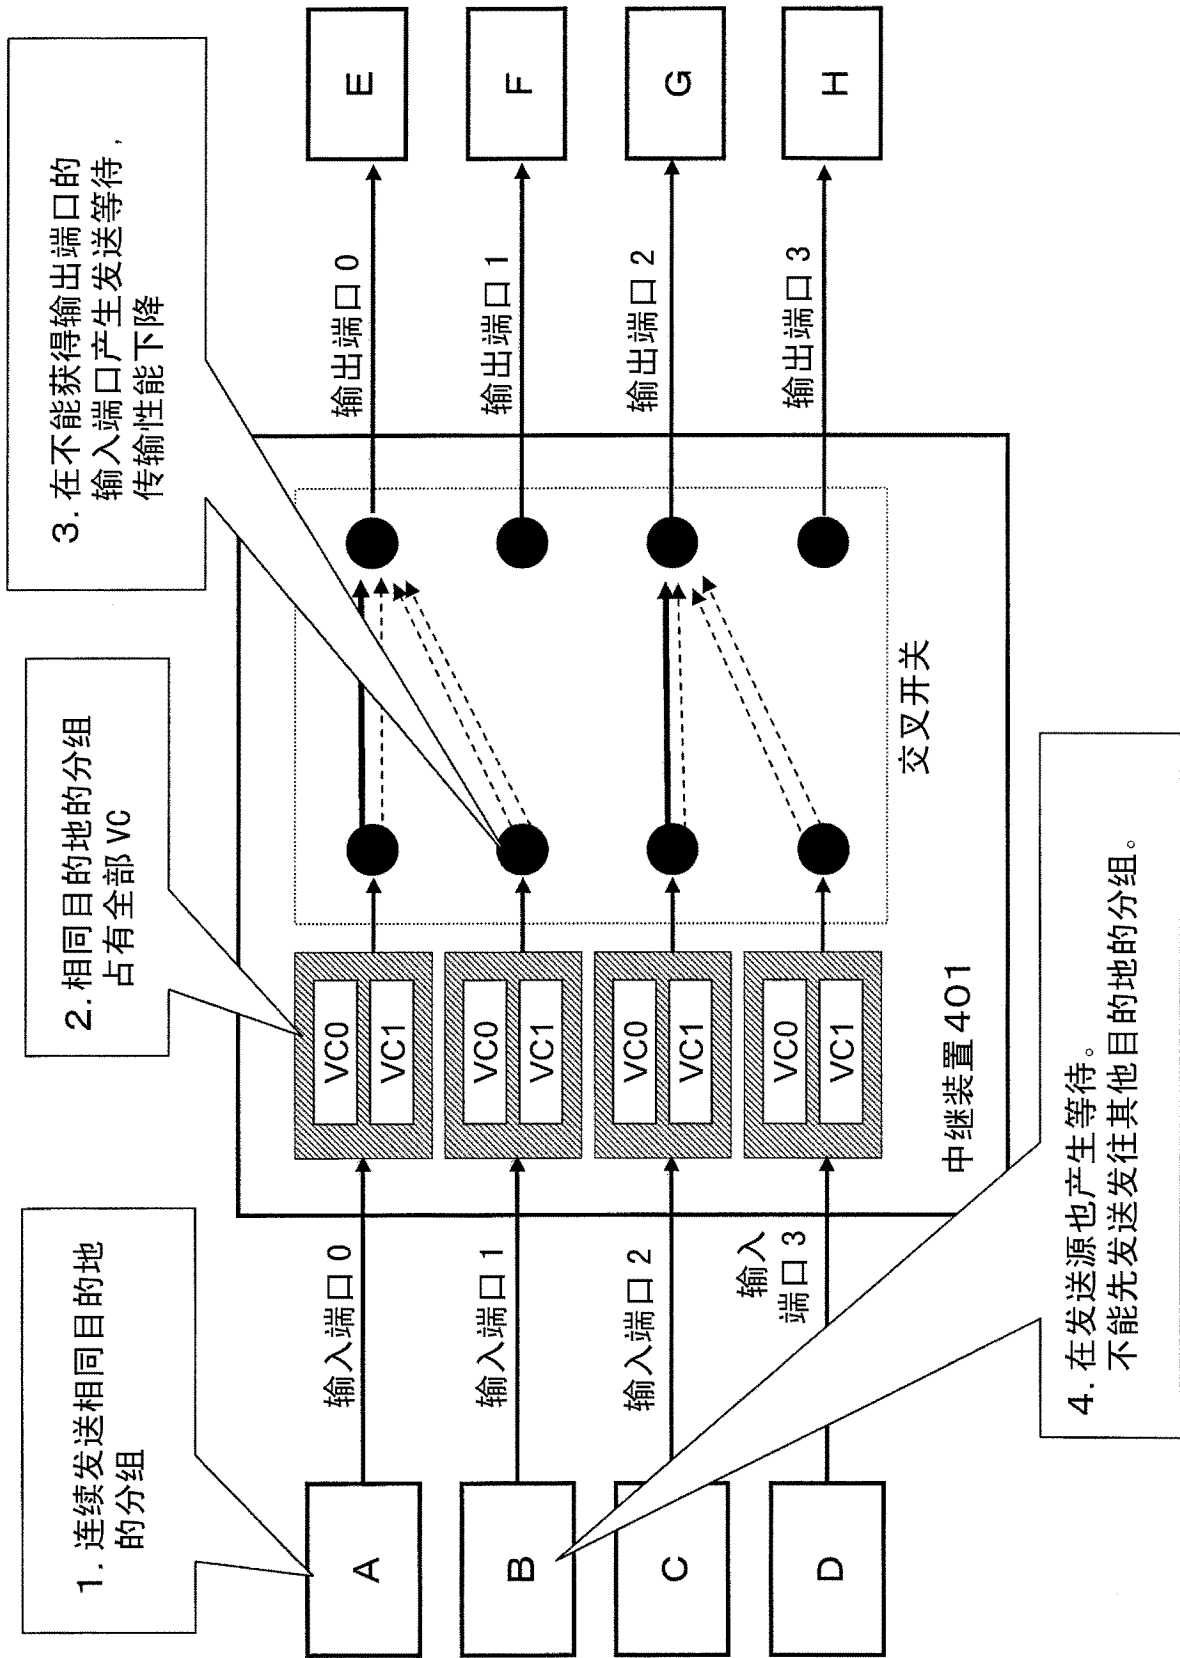 1. 连续发送相同目的地
的分组
2. 相同目的地的分组
占有全部 VC
3. 在不能获得输出端口的
输入端口产生发送等待，
传输性能下降
A
B
C
D
输入端口0
输入端口1
输入端口2
输入
端口3
VC0
VC1
VC0
VC1
VC0
VC1
VC0
VC1
中继装置401
交叉开关
输出端口0
输出端口1
输出端口2
输出端口3
E
F
G
H
4. 在发送源也产生等待。
不能先发送发往其他目的地的分组。